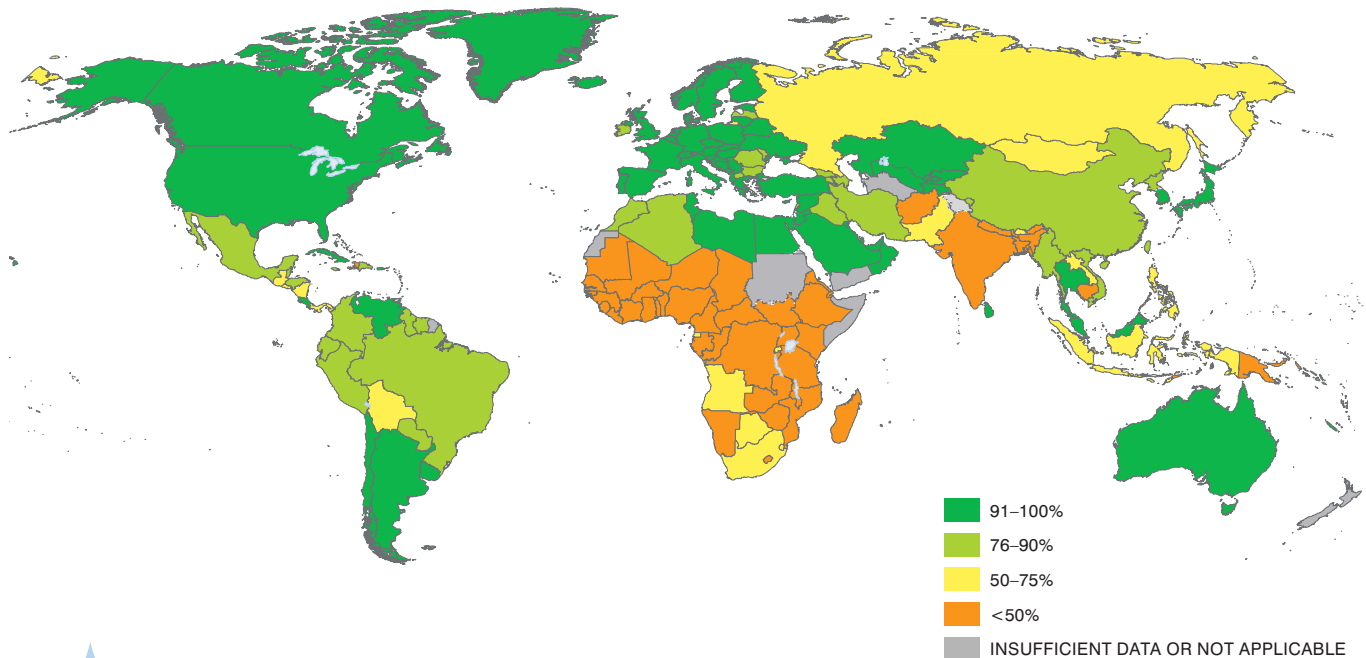 91–100%
76–90%
50–75%
<50%
INSUFFICIENT DATA OR NOT APPLICABLE